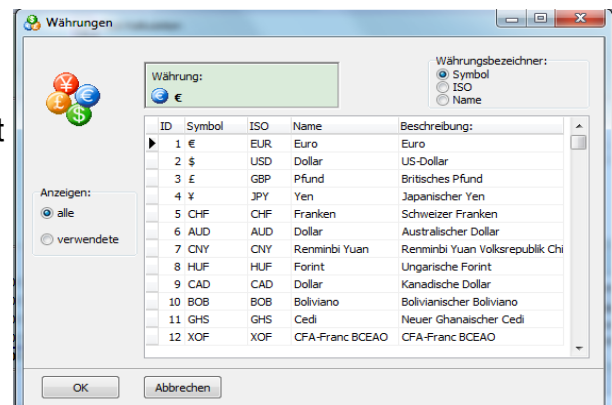 Währungen
Währung:
€
Währungsbezeichner:
Symbol
ISO
Name
Anzeigen:
alle
verwendete
ID Symbol ISO Name Beschreibung:
1 € EUR Euro Euro
2 $ USD Dollar US-Dollar
3 £ GBP Pfund Britisches Pfund
4 ¥ JPY Yen Japanischer Yen
5 CHF CHF Franken Schweizer Franken
6 AUD AUD Dollar Australischer Dollar
7 CNY CNY Renminbi Yuan Renminbi Yuan Volksrepublik Chi
8 HUF HUF Forint Ungarische Forint
9 CAD CAD Dollar Kanadische Dollar
10 BOB BOB Boliviano Bolivianischer Boliviano
11 GHS GHS Cedi Neuer Ghanaischer Cedi
12 XOF XOF CFA-Franc BCEAO CFA-Franc BCEAO
OK Abbrechen